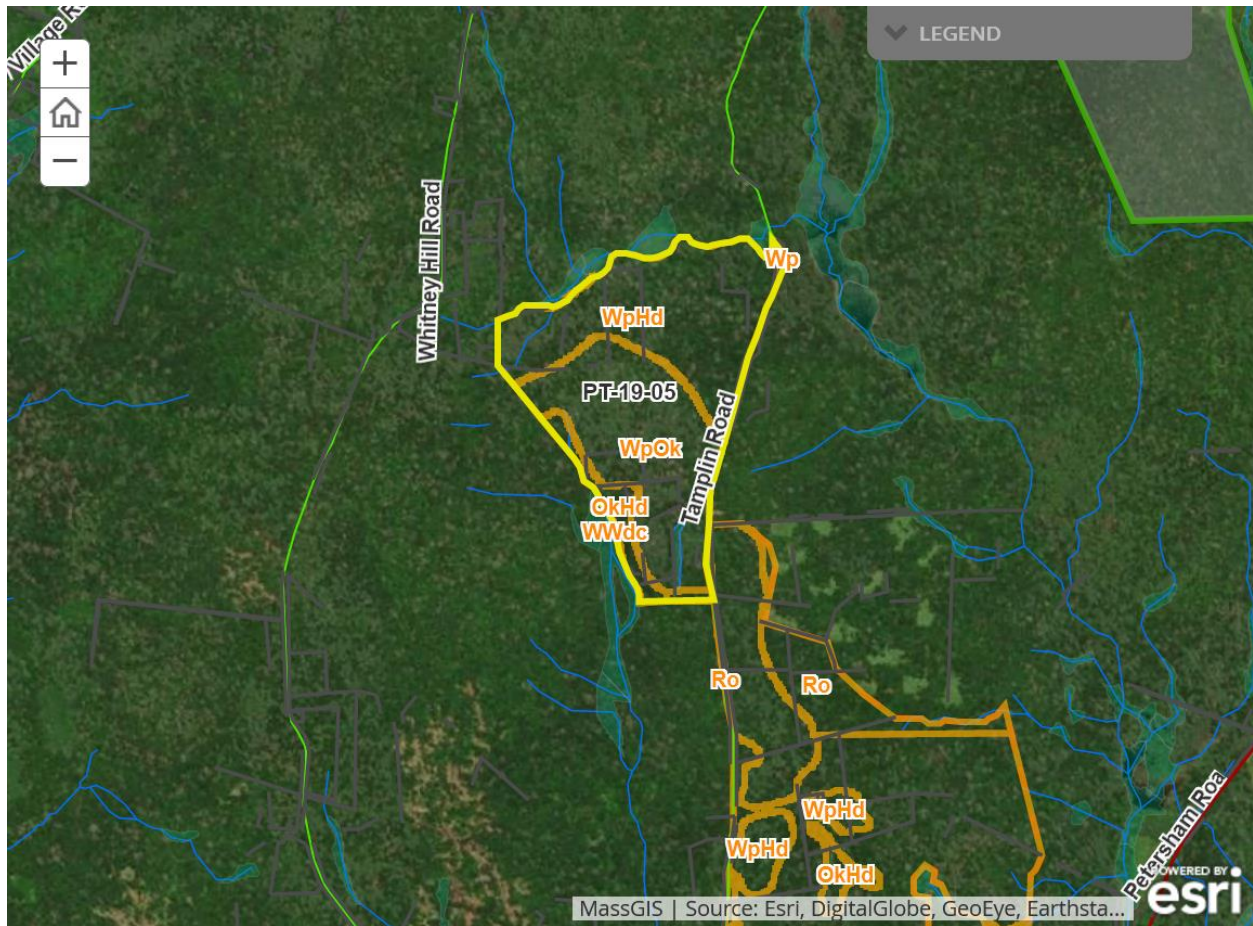 Village
LEGEND
Whitney Hill Road
Wp
WpHd
PT-19-05
WpOk
Tamplin Road
OkHd
WWdc
Ro
Ro
WpHd
WpHd
OkHd
Petersham Roa
MassGIS | Source: Esri, DigitalGlobe, GeoEye, Earthsta...
POWERED BY
esri